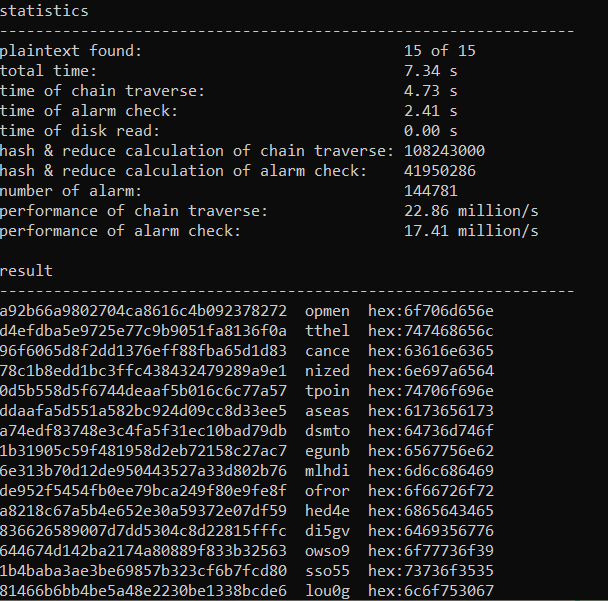 statistics
----------------------------------------------------------------
plaintext found: 15 of 15
total time: 7.34 s
time of chain traverse: 4.73 s
time of alarm check: 2.41 s
time of disk read: 0.00 s
hash & reduce calculation of chain traverse: 108243000
hash & reduce calculation of alarm check: 41950286
number of alarm: 144781
performance of chain traverse: 22.86 million/s
performance of alarm check: 17.41 million/s
result
----------------------------------------------------------------
a92b66a9802704ca8616c4b092378272 opmen hex:6f706d656e
d4efdba5e9725e77c9b9051fa8136f0a tthel hex:747468656c
96f6065d8f2dd1376eff88fba65d1d83 cance hex:63616e6365
78c1b8edd1bc3ffc438432479289a9e1 nized hex:6e697a6564
0d5b558d5f6744deaaf5b016c6c77a57 tpoin hex:74706f696e
ddaafa5d551a582bc924d09cc8d33ee5 aseas hex:6173656173
a74edf83748e3c4fa5f31ec10bad79db dsmto hex:64736d746f
1b31905c59f481958d2eb72158c27ac7 egunb hex:6567756e62
6e313b70d12de950443527a33d802b76 mlhdi hex:6d6c686469
de952f5454fb0ee79bca249f80e9fe8f ofror hex:6f66726f72
a8218c67a5b4e652e30a59372e07df59 hed4e hex:6865643465
836626589007d7dd5304c8d22815fffc di5gv hex:6469356776
644674d142ba2174a80889f833b32563 owso9 hex:6f77736f39
1b4baba3ae3be69857b323cf6b7fcd80 sso55 hex:73736f3535
81466b6bb4be5a48e2230be1338bcde6 lou0g hex:6c6f753067